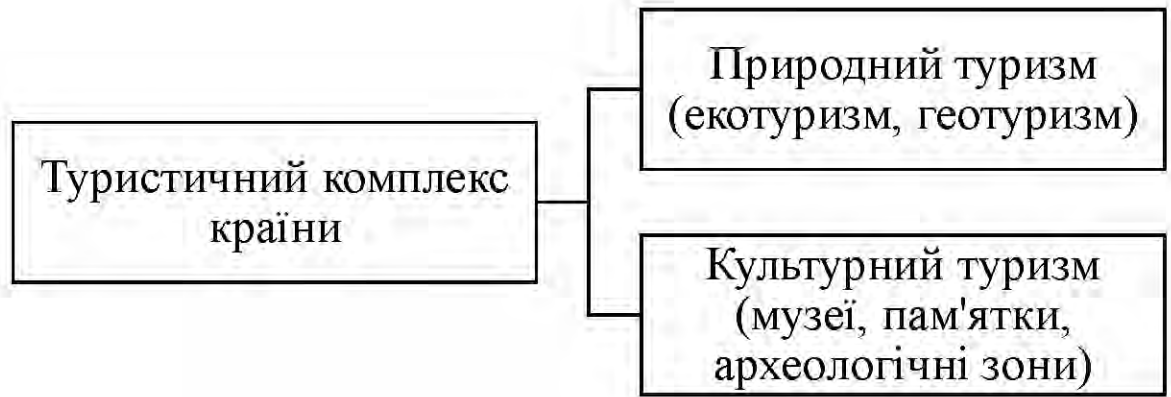 Туристичний комплекс
країни
Природний туризм
(екотуризм, геотуризм)
Культурний туризм
(музеї, пам'ятки,
археологічні зони)